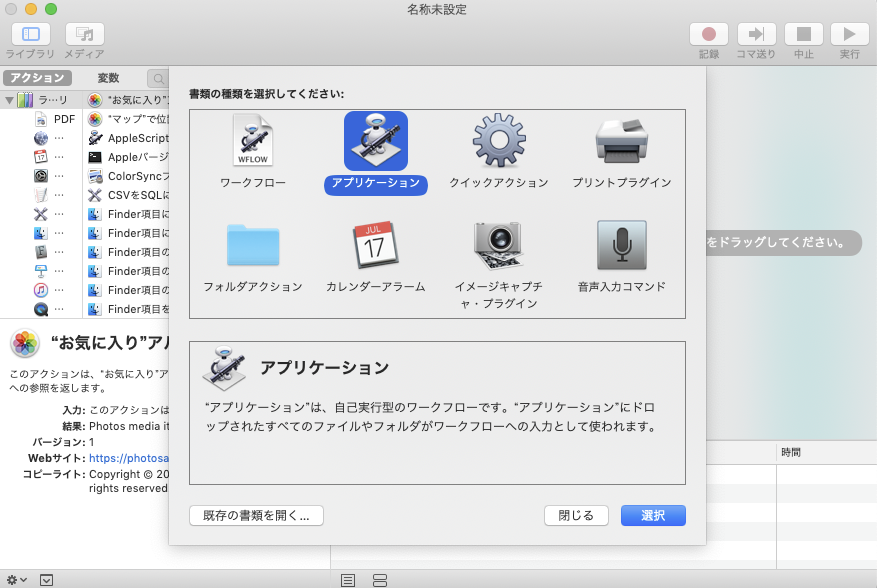 名称未設定
ライブラリ
メディア
記録
コマ送り
中止
実行
アクション
変数
ラ…リ
PDF
…
…
…
…
…
…
…
…
…
…
"お気に入り"
"マップ"で位
AppleScript
Appleバージ
ColorSyncプ
CSVをSQLに
Finder項目に
Finder項目に
Finder項目の
Finder項目の
Finder項目の
Finder項目を
書類の種類を選択してください:
WFLOW
ワークフロー
アプリケーション
クイックアクション
プリントプラグイン
フォルダアクション
JUL
17
カレンダーアラーム
イメージキャプチ
ャ・プラグイン
音声入力コマンド
をドラッグしてください。
アプリケーション
"アプリケーション"は、自己実行型のワークフローです。"アプリケーション"にドロ
ップされたすべてのファイルやフォルダがワークフローへの入力として使われます。
既存の書類を開く...
閉じる
選択
"お気に入り"アル
このアクションは、"お気に入り"ア
への参照を返します。
入力: このアクションは
結果: Photos media it
バージョン: 1
Webサイト: https://photosa
コピーライト: Copyright © 20
rights reserved
時間